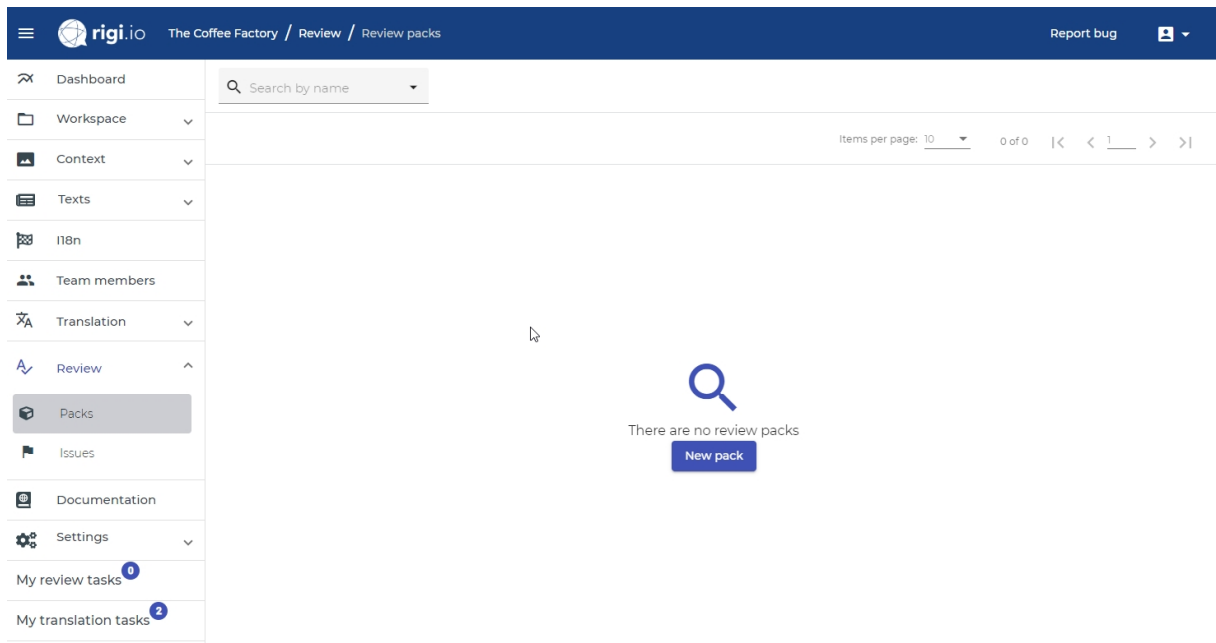 rigi.io The Coffee Factory / Review / Review packs Report bug
Dashboard
Search by name
Workspace
Items per page: 10 0 of 0 1
Context
Texts
I18n
Team members
Translation
Review
Packs
Issues
There are no review packs
New pack
Documentation
Settings
My review tasks 0
My translation tasks 2